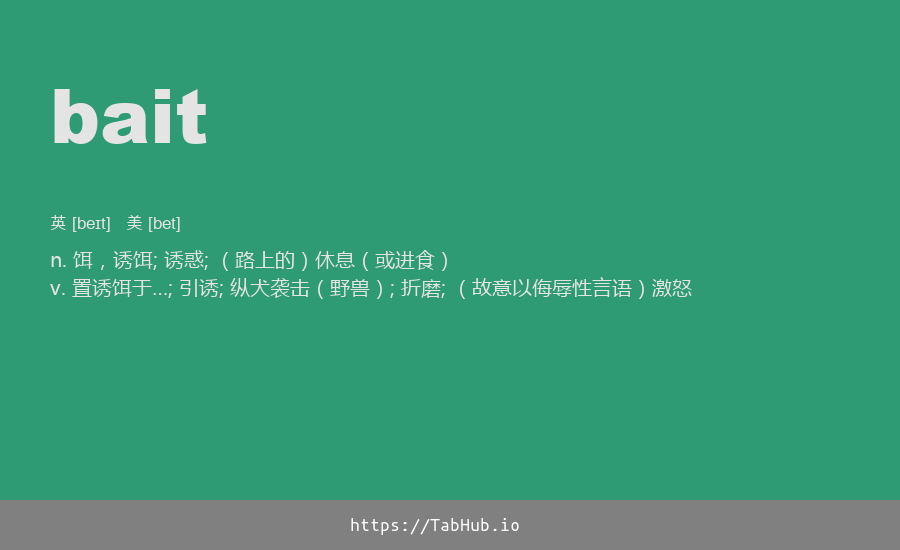 bait
英 [beɪt] 美 [bet]
n. 饵，诱饵; 诱惑; （路上的）休息（或进食）
v. 置诱饵于…; 引诱; 纵犬袭击（野兽）; 折磨; （故意以侮辱性言语）激怒
https://TabHub.io